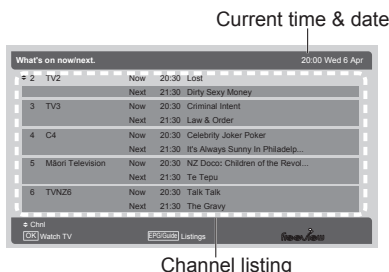 Current time & date
What's on now/next. 20:00 Wed 6 Apr
2 TV2 Now 20:30 Lost
Next 21:30 Dirty Sexy Money
3 TV3 Now 20:30 Criminal Intent
Next 21:30 Law & Order
4 C4 Now 20:30 Celebrity Joker Poker
Next 21:30 It's Always Sunny In Philadelp...
5 Māori Television Now 20:30 NZ Doco: Children of the Revol...
Next 21:30 Te Tepu
6 TVNZ6 Now 20:30 Talk Talk
Next 21:30 The Gravy
Chnl
OK Watch TV EPG/Guide Listings freeview
Channel listing